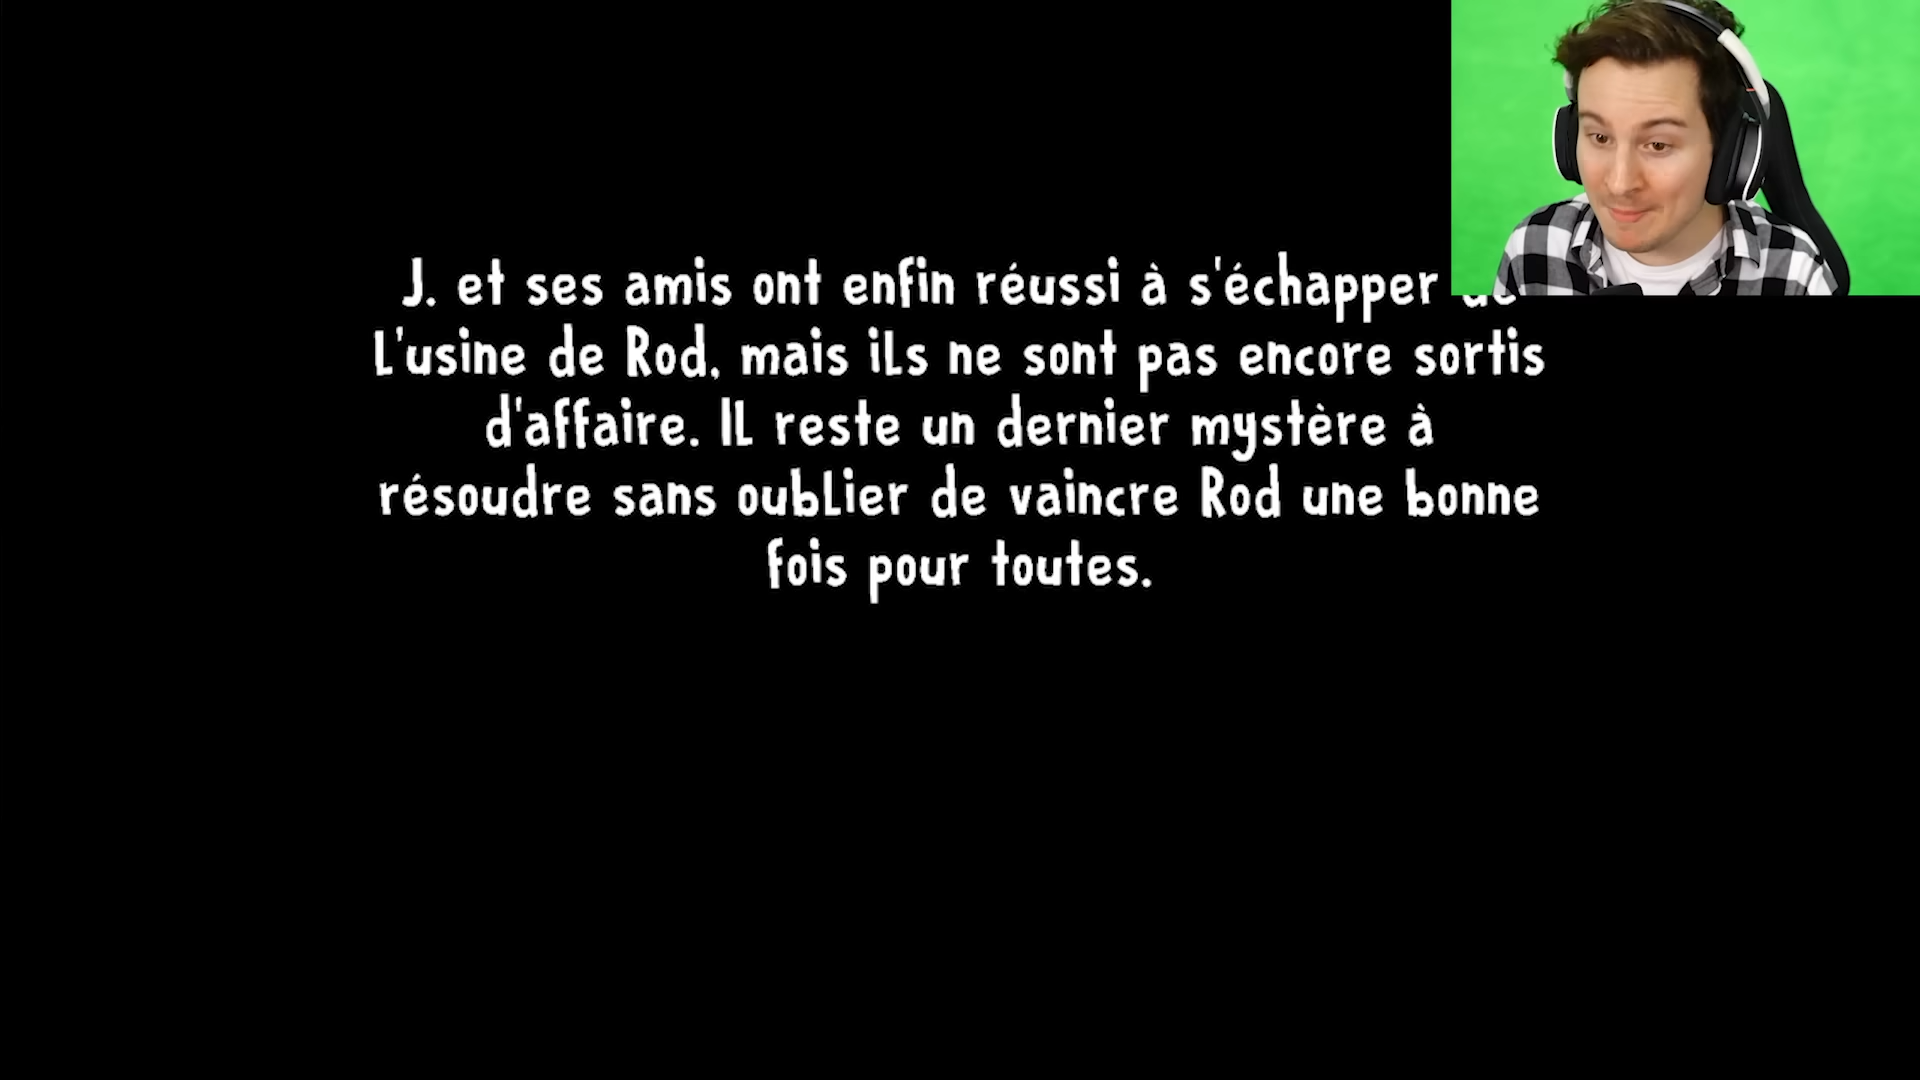 J. et ses amis ont enfin réussi à s'échapper de
L'usine de Rod, mais ils ne sont pas encore sortis
d'affaire. Il reste un dernier mystère à
résoudre sans oublier de vaincre Rod une bonne
fois pour toutes.